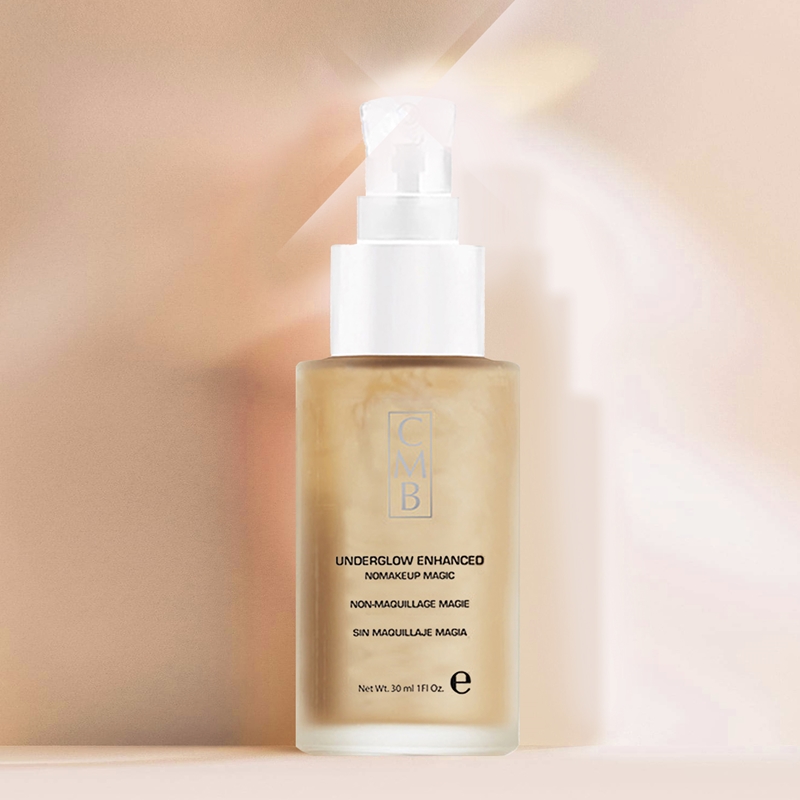 C
M
B
UNDERGLOW ENHANCED
NOMAKEUP MAGIC
NON-MAQUILLAGE MAGIE
SIN MAQUILLAJE MAGIA
Net Wt. 30 ml 1Fl Oz. e